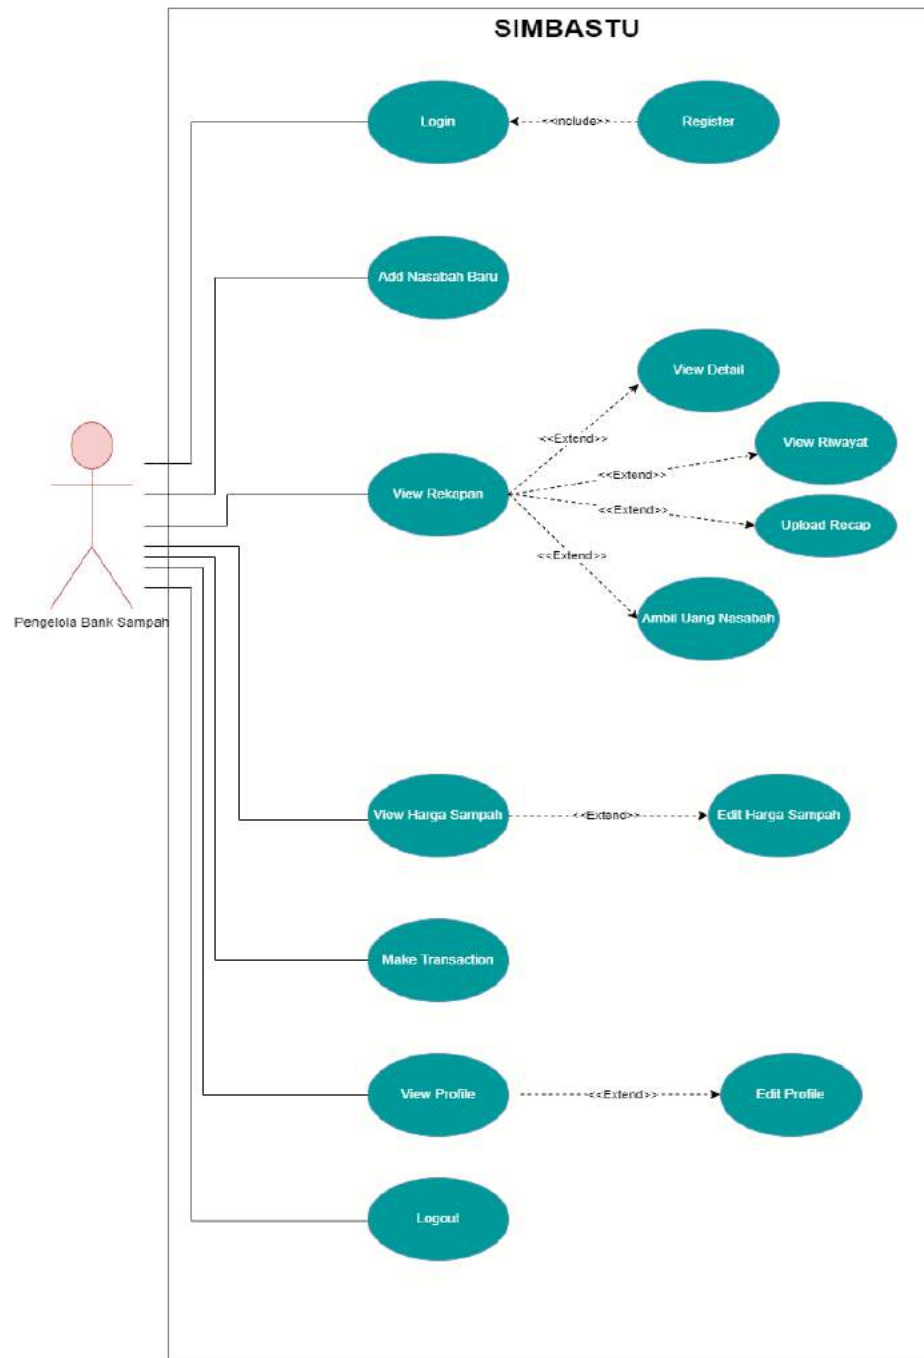 SIMBASTU
Login
<<include>>
Register
Add Nasabah Baru
View Detail
<<Extend>>
View Riwayat
<<Extend>>
View Rekapan
<<Extend>>
Upload Recap
<<Extend>>
Ambil Uang Nasabah
Pengelola Bank Sampah
View Harga Sampah
<<Extend>>
Edit Harga Sampah
Make Transaction
View Profile
<<Extend>>
Edit Profile
Logout